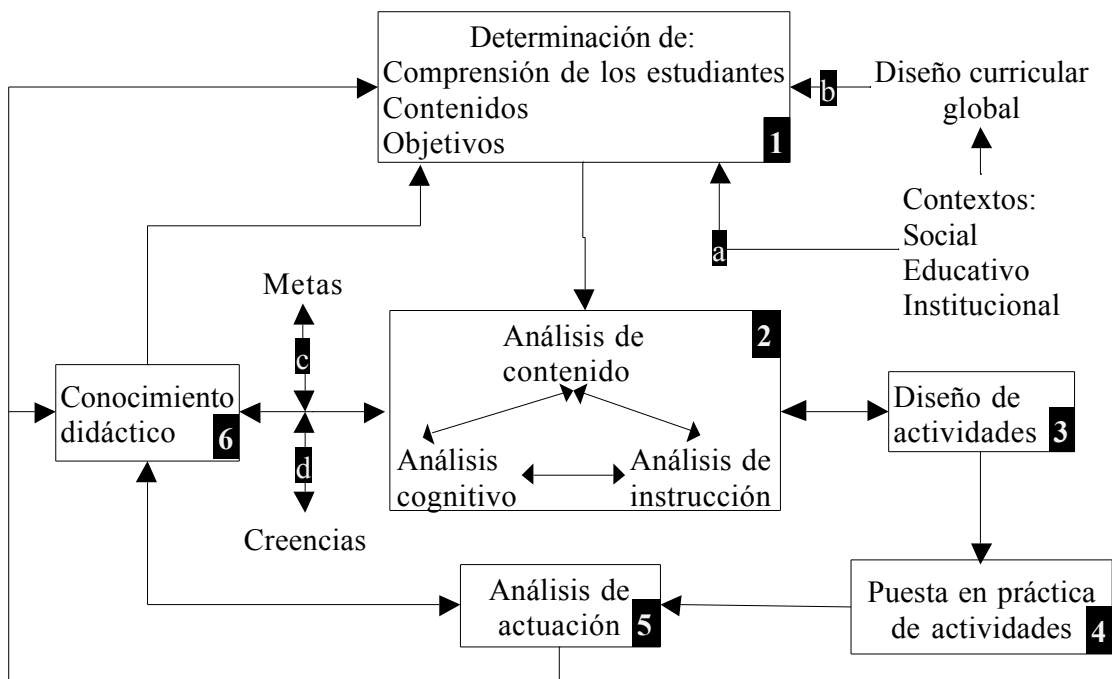 Determinación de:
Comprensión de los estudiantes
Contenidos
Objetivos
1
b
Diseño curricular
global
a
Contextos:
Social
Educativo
Institucional
Metas
c
d
Creencias
Conocimiento
didáctico
6
Análisis de
contenido
2
Análisis
cognitivo
Análisis de
instrucción
Diseño de
actividades
3
Puesta en práctica
de actividades
4
Análisis de
actuación
5